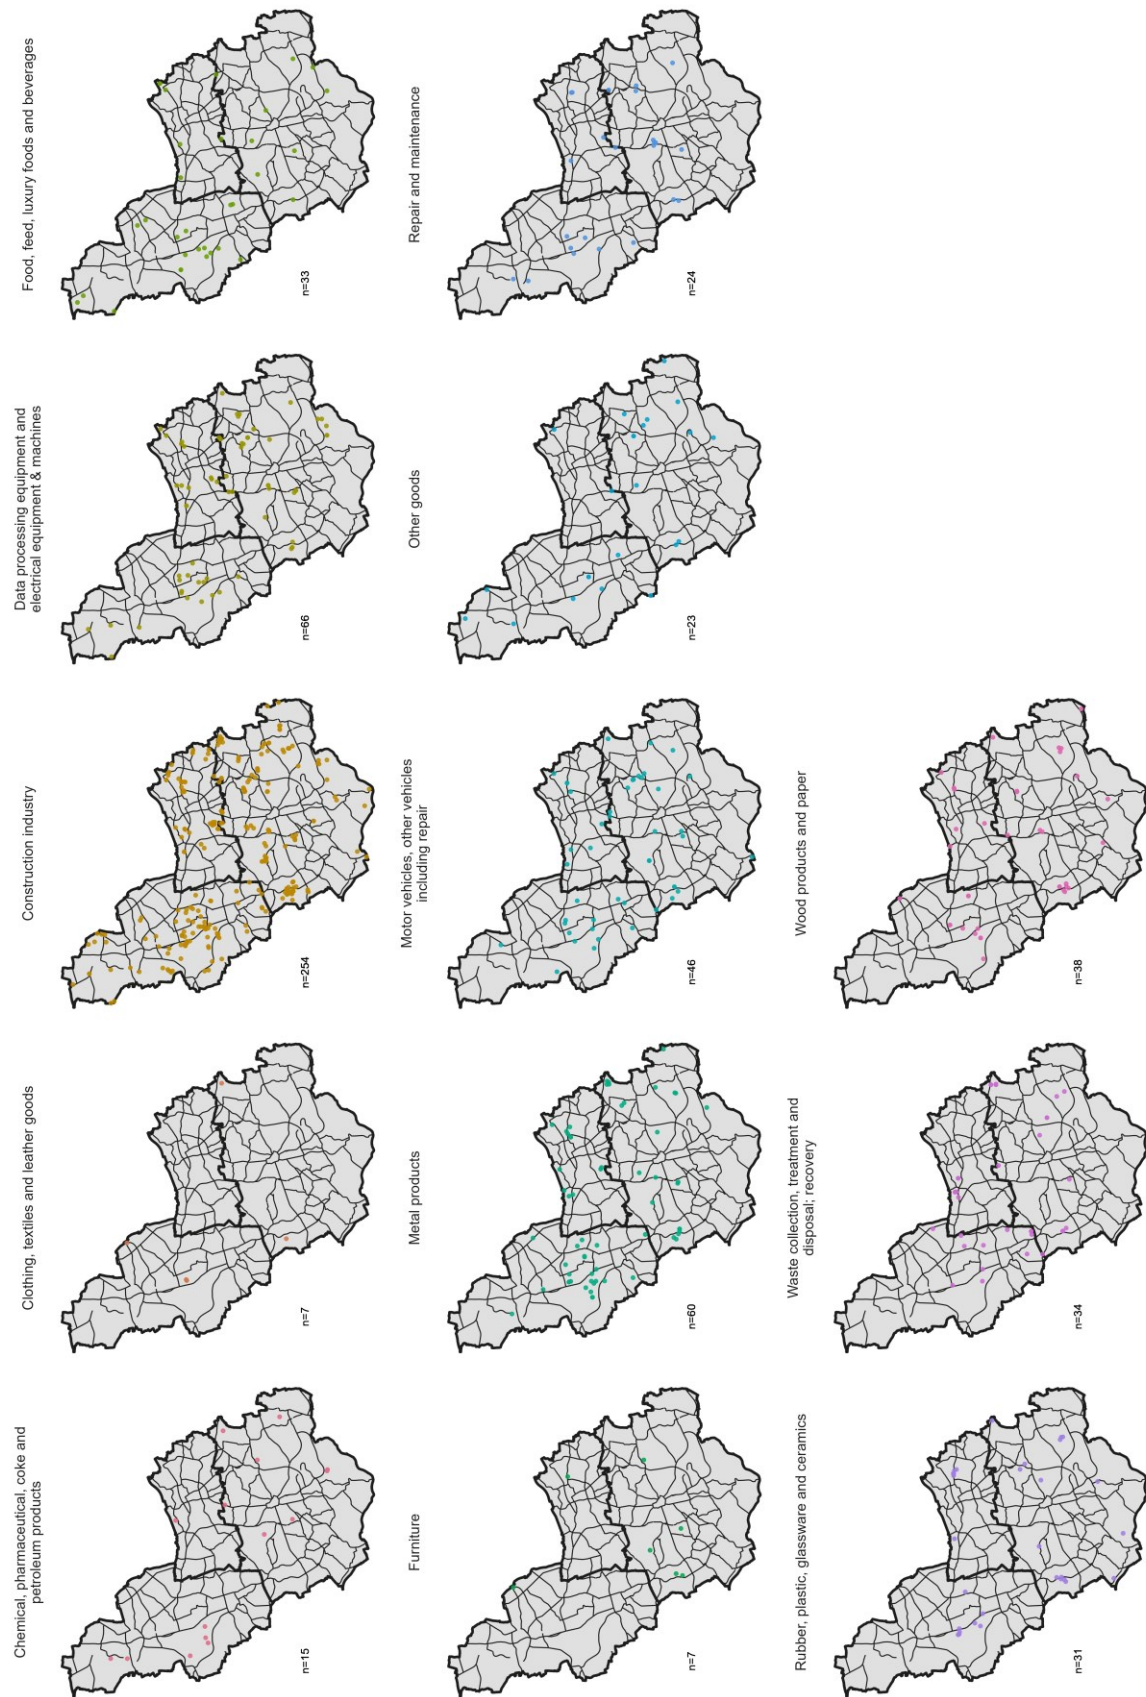 Chemical, pharmaceutical, coke and
petroleum products
n=15
Clothing, textiles and leather goods
n=7
Construction industry
n=254
Data processing equipment and
electrical equipment & machines
n=66
Food, feed, luxury foods and beverages
n=33
Furniture
n=7
Metal products
n=60
Motor vehicles, other vehicles
including repair
n=46
Other goods
n=23
Repair and maintenance
n=24
Rubber, plastic, glassware and ceramics
n=31
Waste collection, treatment and
disposal; recovery
n=34
Wood products and paper
n=38